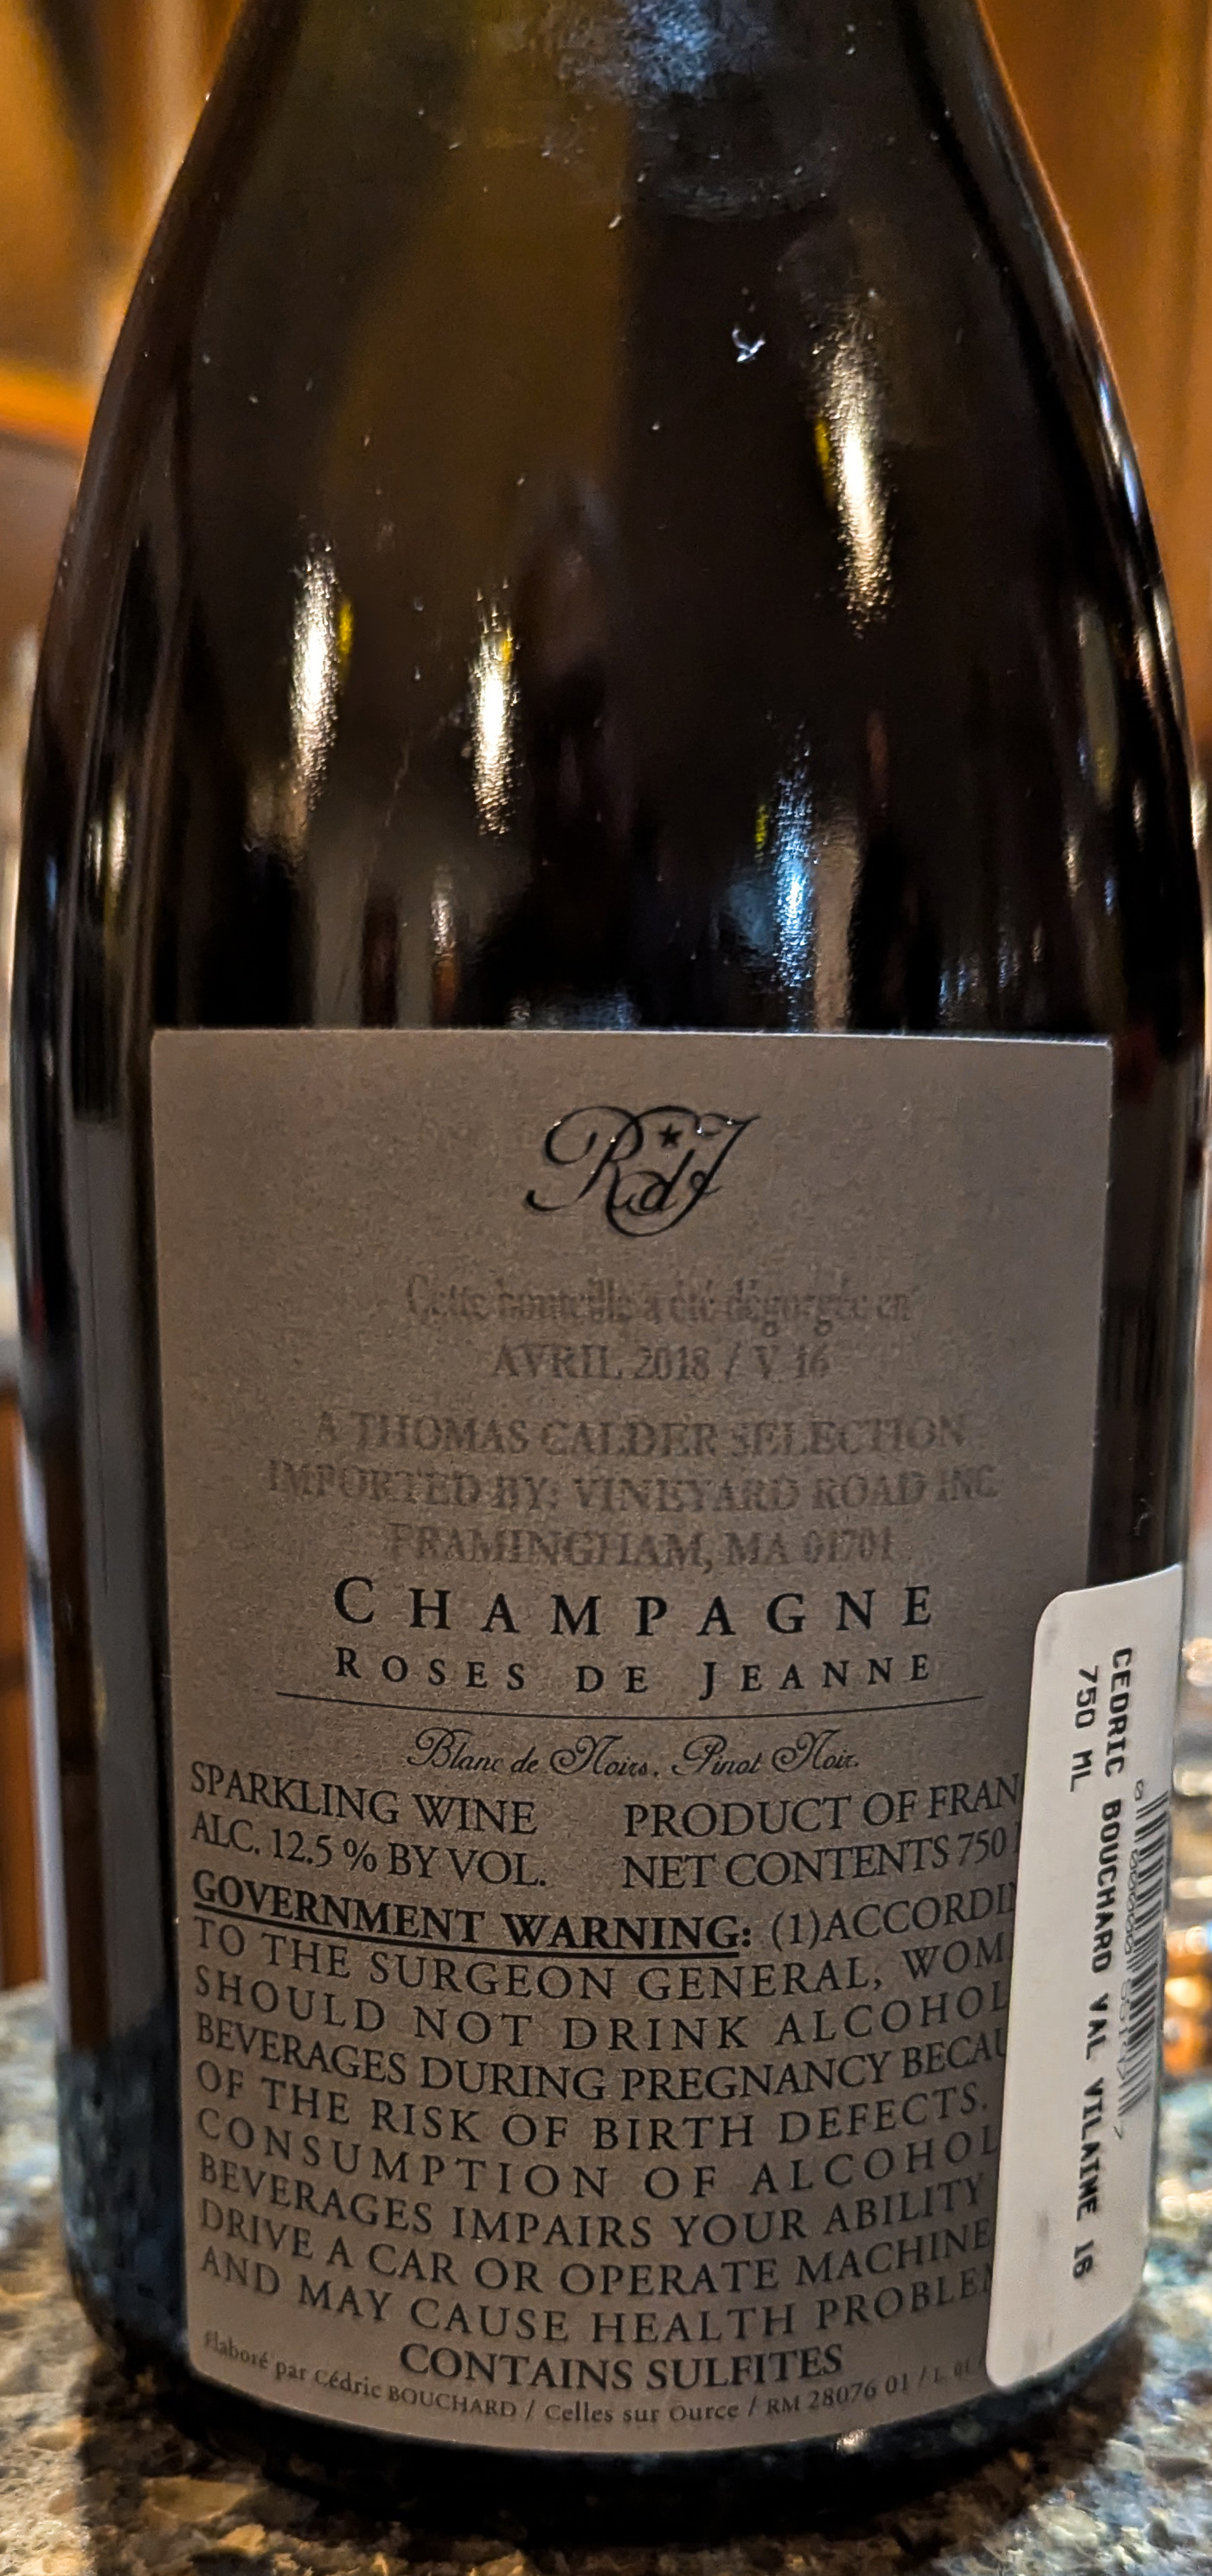 RdJ
Cette bouteille a été dégorgée en
AVRIL 2018 / V 16
A THOMAS CALDER SELECTION
IMPORTED BY: VINEYARD ROAD INC
FRAMINGHAM, MA 01701
CHAMPAGNE
ROSES DE JEANNE
Blanc de Noirs. Pinot Noir.
SPARKLING WINE PRODUCT OF FRAN
ALC. 12.5 % BY VOL. NET CONTENTS 750
GOVERNMENT WARNING: (1)ACCORDI
TO THE SURGEON GENERAL, WOM
SHOULD NOT DRINK ALCOHOL
BEVERAGES DURING PREGNANCY BECAU
OF THE RISK OF BIRTH DEFECTS.
CONSUMPTION OF ALCOHOL
BEVERAGES IMPAIRS YOUR ABILITY
DRIVE A CAR OR OPERATE MACHINE
AND MAY CAUSE HEALTH PROBLEM
CONTAINS SULFITES
élaboré par Cédric BOUCHARD / Celles sur Ource / RM 28076 01 / L 01
CEDRIC BOUCHARD VAL VILAINE 16
750 ML